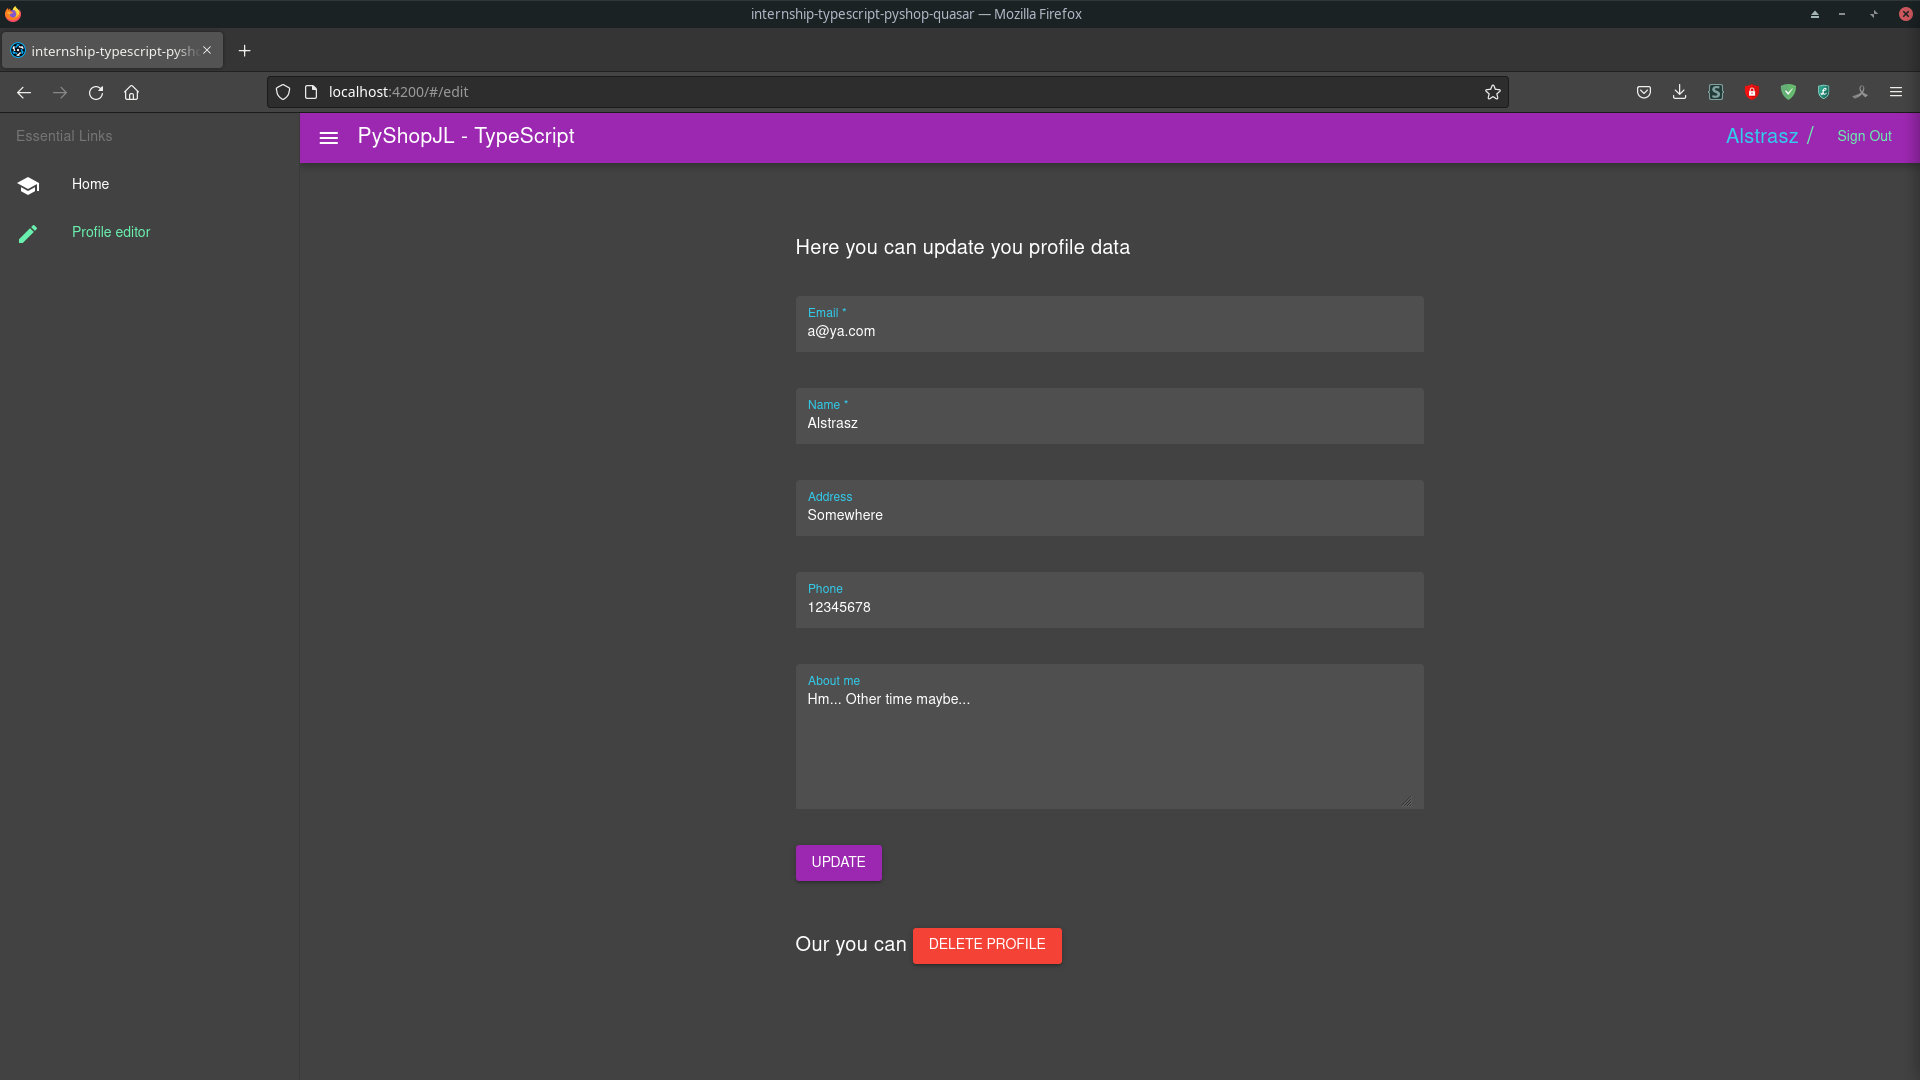 internship-typescript-pyshop-quasar — Mozilla Firefox
internship-typescript-pysh
localhost:4200/#/edit
Essential Links
PyShopJL - TypeScript
Alstrasz / Sign Out
Home
Profile editor
Here you can update you profile data
Email *
a@ya.com
Name *
Alstrasz
Address
Somewhere
Phone
12345678
About me
Hm... Other time maybe...
UPDATE
Our you can DELETE PROFILE